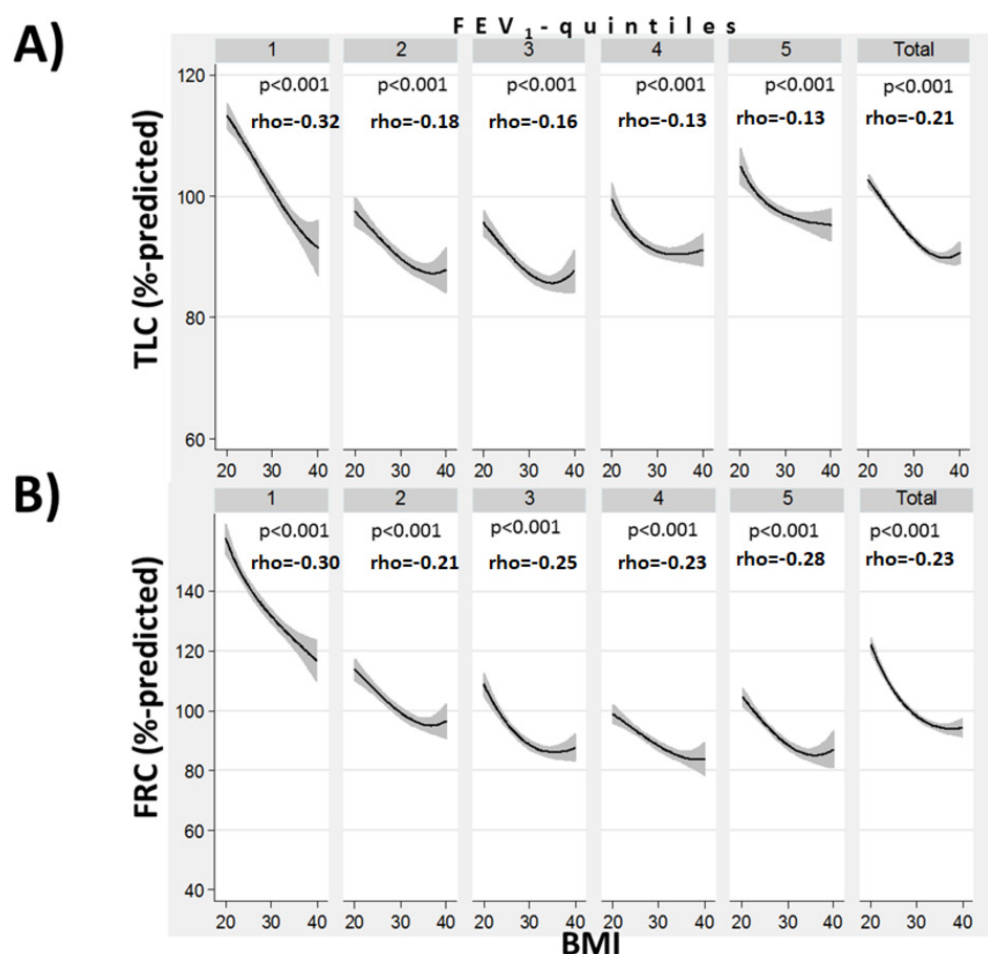 FEV₁-quintiles
A)
1 2 3 4 5 Total
p<0.001 p<0.001 p<0.001 p<0.001 p<0.001 p<0.001
rho=-0.32 rho=-0.18 rho=-0.16 rho=-0.13 rho=-0.13 rho=-0.21
TLC (%-predicted)
120
100
80
60
20 30 40 20 30 40 20 30 40 20 30 40 20 30 40 20 30 40
B)
1 2 3 4 5 Total
p<0.001 p<0.001 p<0.001 p<0.001 p<0.001 p<0.001
rho=-0.30 rho=-0.21 rho=-0.25 rho=-0.23 rho=-0.28 rho=-0.23
FRC (%-predicted)
140
120
100
80
60
40
20 30 40 20 30 40 20 30 40 20 30 40 20 30 40 20 30 40
BMI